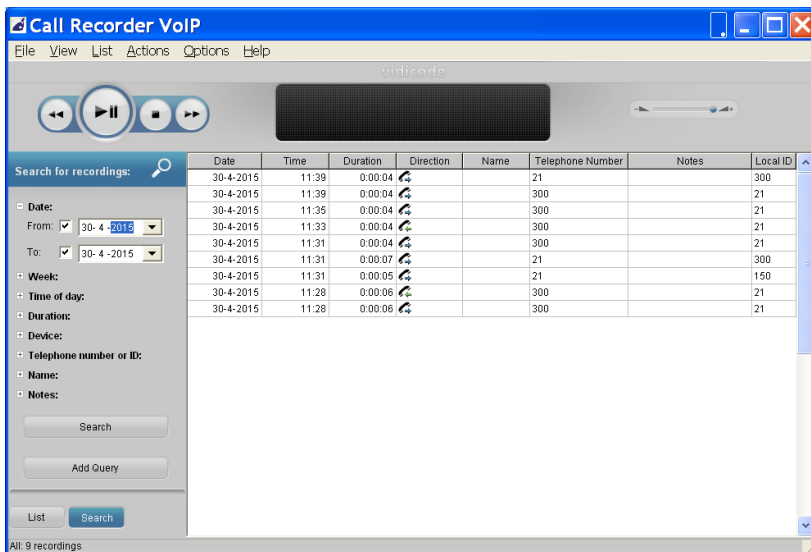 Call Recorder VoIP
File View List Actions Options Help
vidicode
Search for recordings:
Date:
From: 30- 4 -2015
To: 30- 4 -2015
Week:
Time of day:
Duration:
Device:
Telephone number or ID:
Name:
Notes:
Search
Add Query
List Search
Date Time Duration Direction Name Telephone Number Notes Local ID
30-4-2015 11:39 0:00:04 21 300
30-4-2015 11:39 0:00:04 300 21
30-4-2015 11:35 0:00:04 300 21
30-4-2015 11:33 0:00:04 300 21
30-4-2015 11:31 0:00:04 300 21
30-4-2015 11:31 0:00:07 21 300
30-4-2015 11:31 0:00:05 21 150
30-4-2015 11:28 0:00:06 300 21
30-4-2015 11:28 0:00:06 300 21
All: 9 recordings